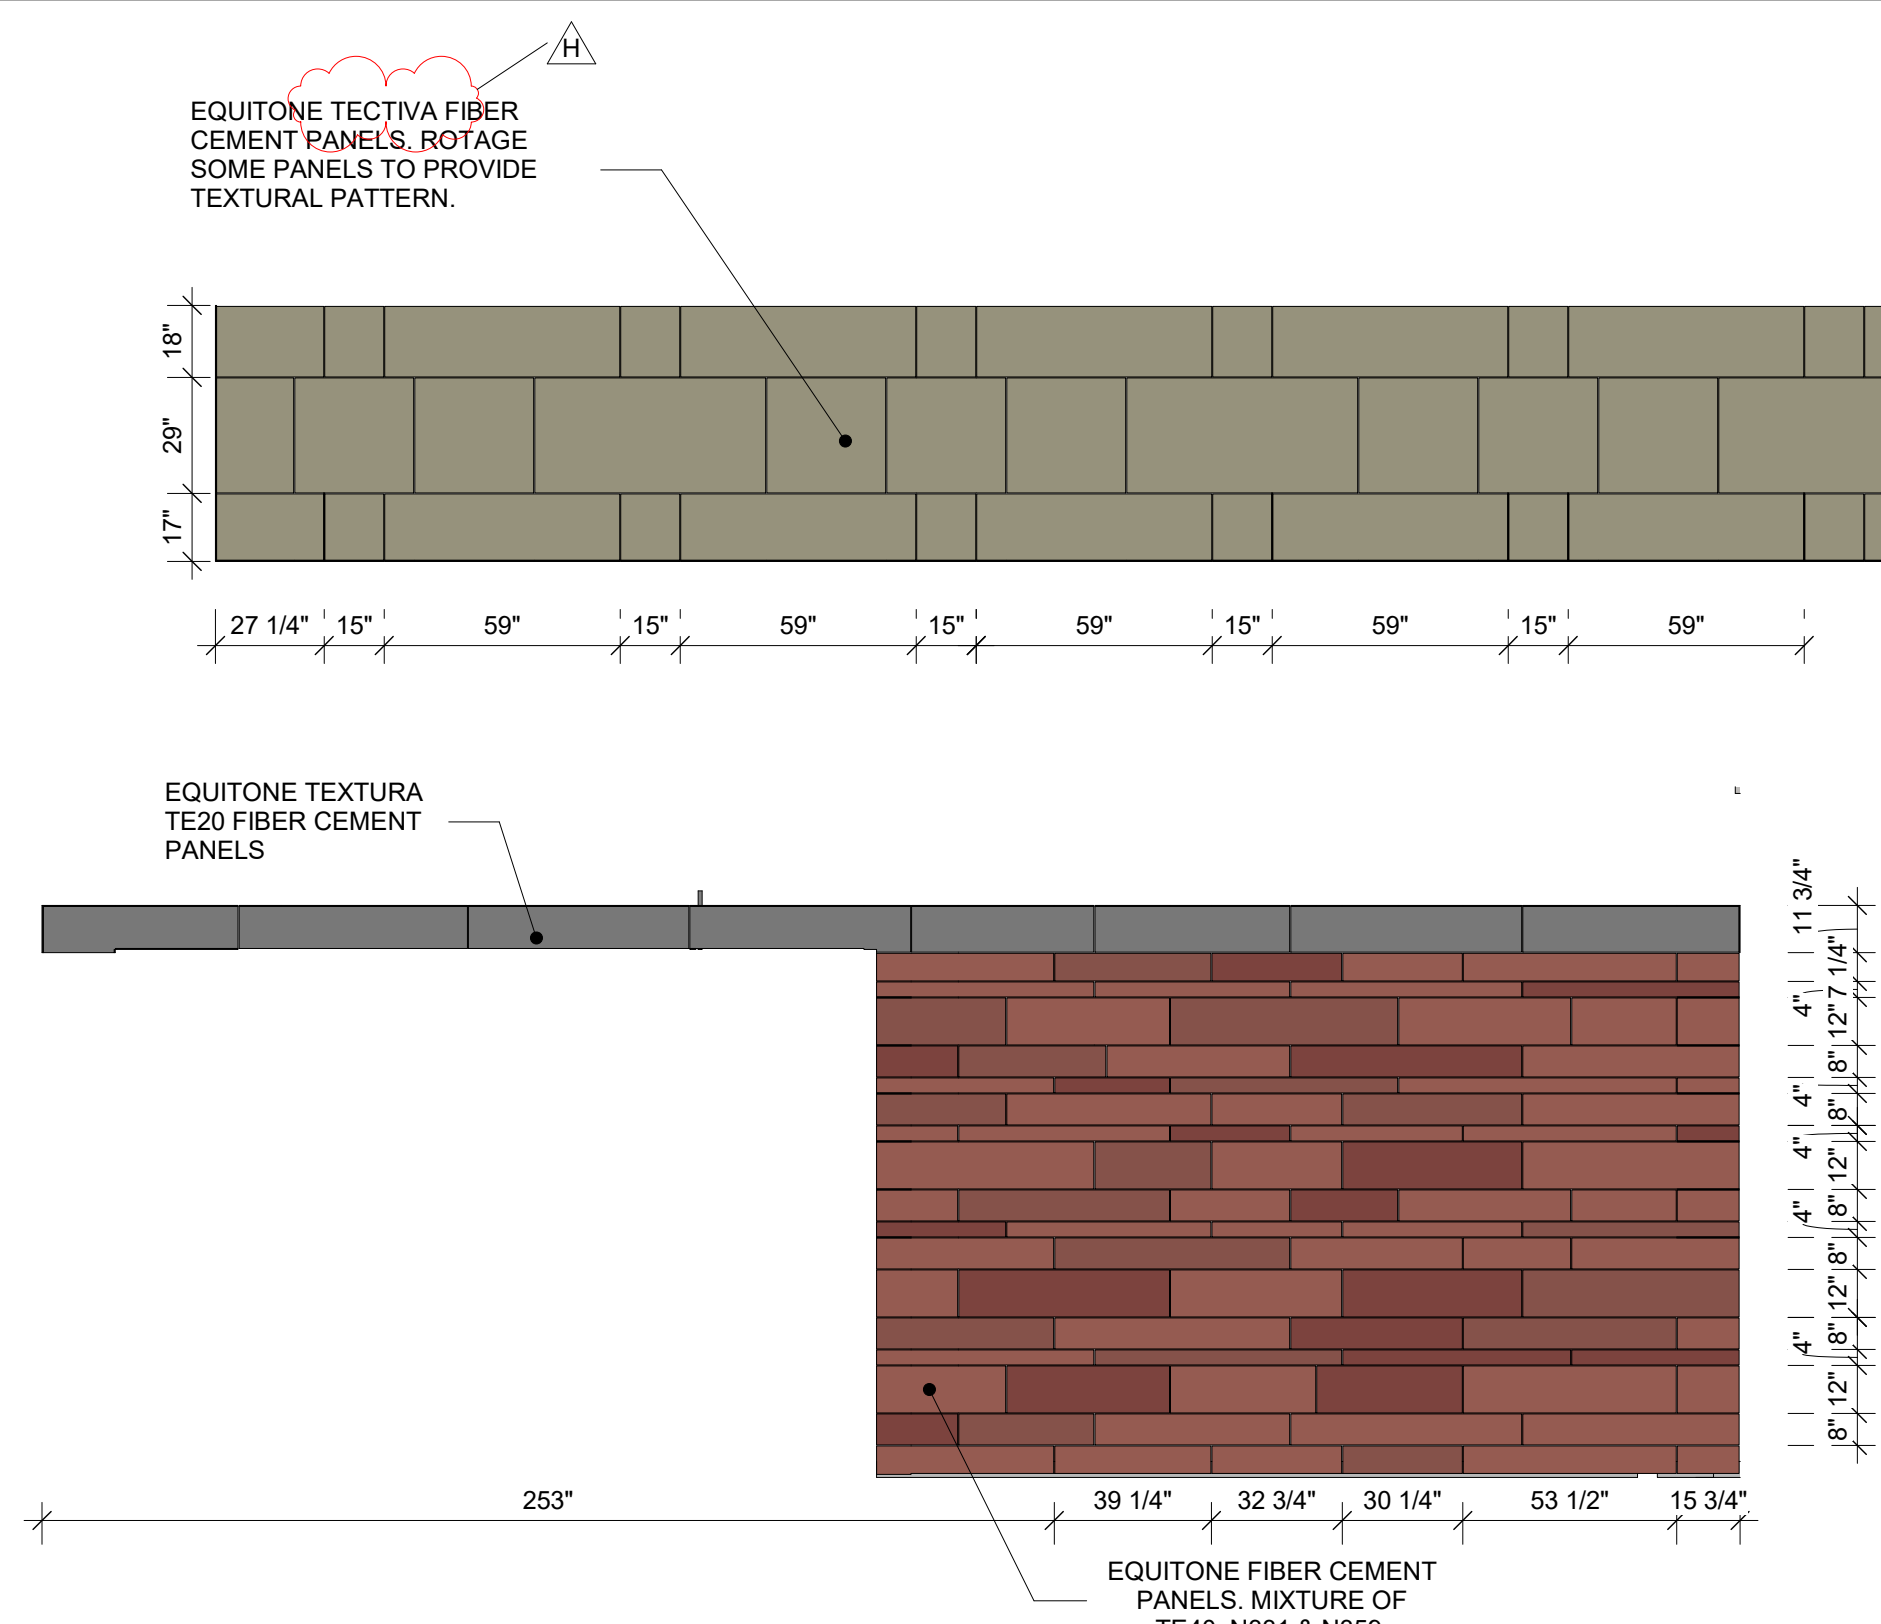 H
EQUITONE TECTIVA FIBER
CEMENT PANELS. ROTAGE
SOME PANELS TO PROVIDE
TEXTURAL PATTERN.
18"
29"
17"
27 1/4" 15" 59" 15" 59" 15" 59" 15" 59" 15" 59"
EQUITONE TEXTURA
TE20 FIBER CEMENT
PANELS
11 3/4"
7 1/4"
4"
12"
8"
4"
8"
4"
12"
8"
4"
8"
12"
8"
4"
12"
8"
253" 39 1/4" 32 3/4" 30 1/4" 53 1/2" 15 3/4"
EQUITONE FIBER CEMENT
PANELS. MIXTURE OF